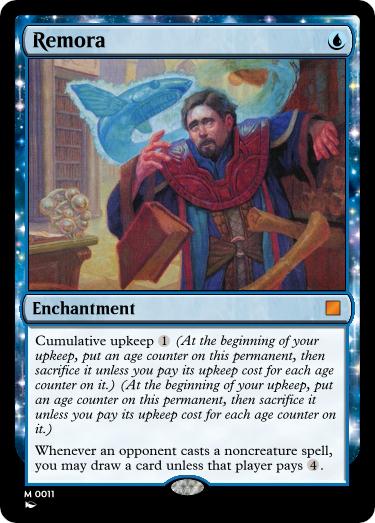 Remora
Enchantment
Cumulative upkeep 1 (At the beginning of your
upkeep, put an age counter on this permanent, then
sacrifice it unless you pay its upkeep cost for each age
counter on it.) (At the beginning of your upkeep, put
an age counter on this permanent, then sacrifice it
unless you pay its upkeep cost for each age counter on
it.)
Whenever an opponent casts a noncreature spell,
you may draw a card unless that player pays 4.
M 0011